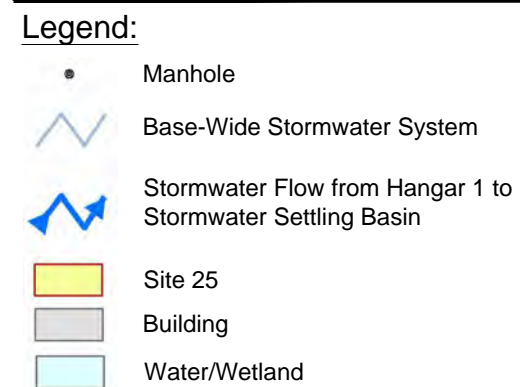 Legend:
Manhole
Base-Wide Stormwater System
Stormwater Flow from Hangar 1 to
Stormwater Settling Basin
Site 25
Building
Water/Wetland